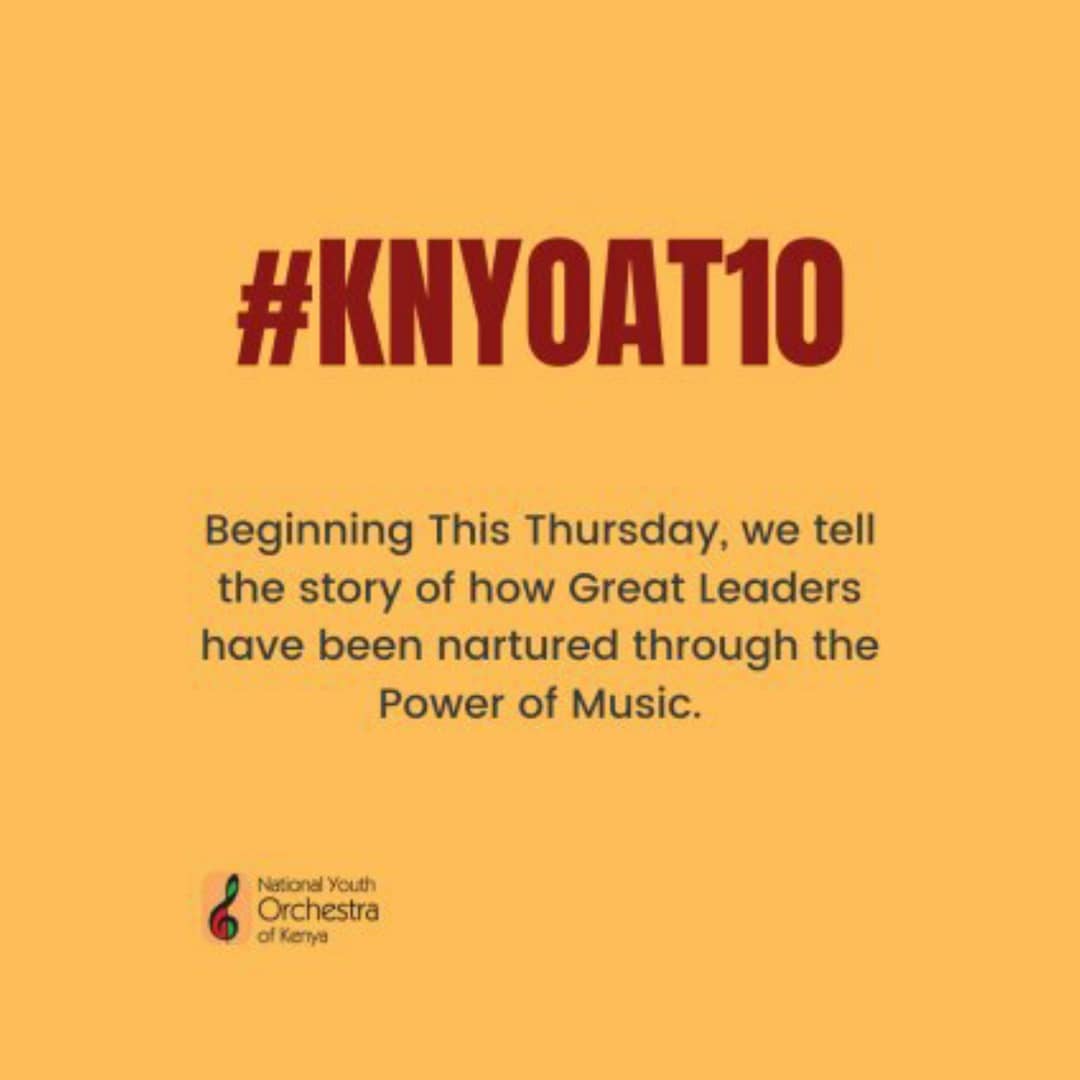 #KNYOAT10
Beginning This Thursday, we tell
the story of how Great Leaders
have been nartured through the
Power of Music.
National Youth
Orchestra
of Kenya